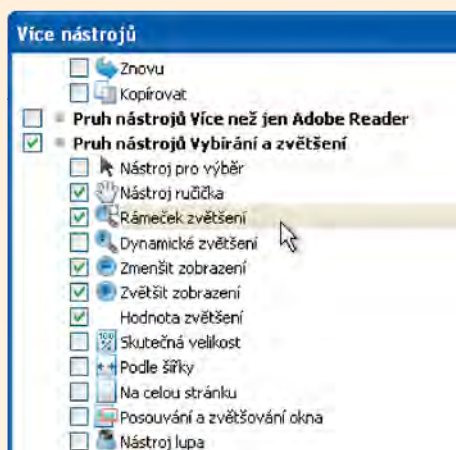 Více nástrojů
Znovu
Kopírovat
Pruh nástrojů Více než jen Adobe Reader
Pruh nástrojů Vybírání a zvětšení
Nástroj pro výběr
Nástroj ručička
Rámeček zvětšení
Dynamické zvětšení
Zmenšit zobrazení
Zvětšit zobrazení
Hodnota zvětšení
Skutečná velikost
Podle šířky
Na celou stránku
Posouvání a zvětšování okna
Nástroj lupa